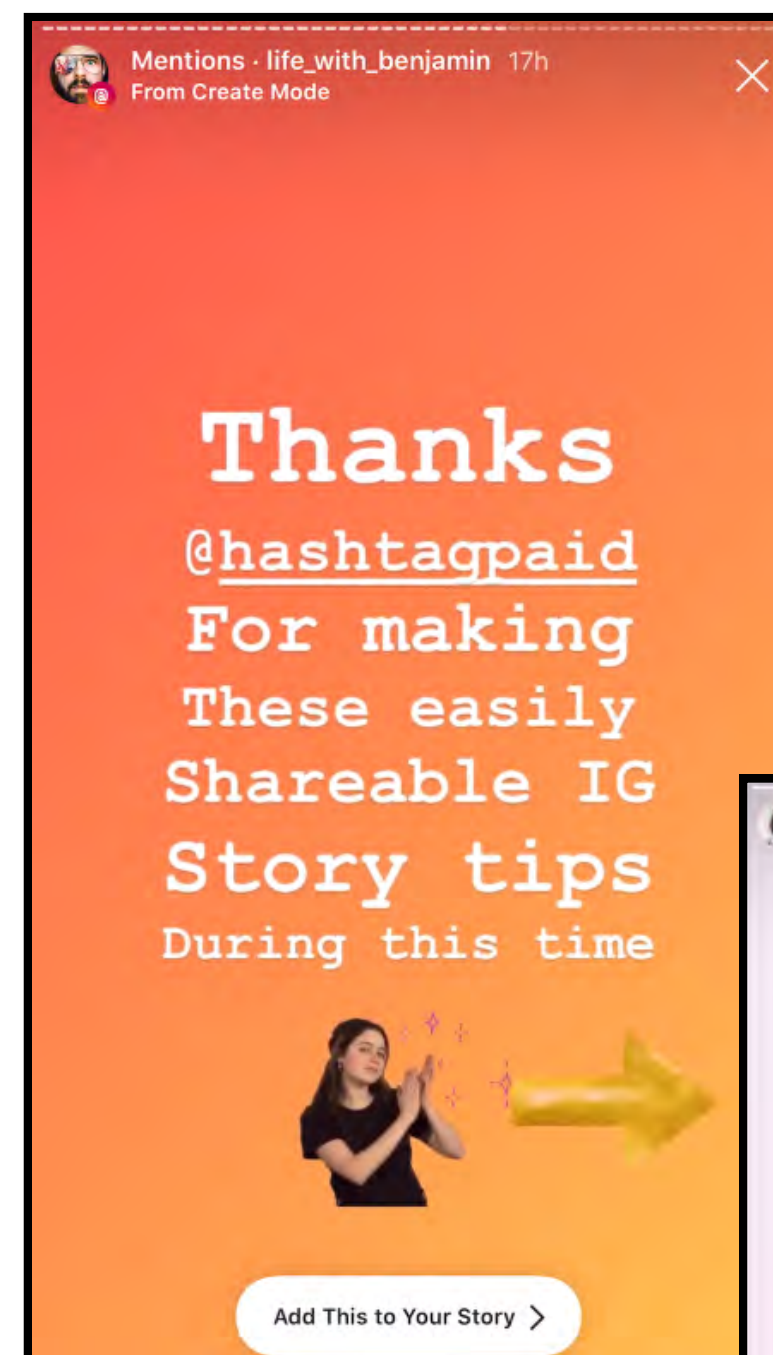 Mentions · life_with_benjamin 17h
From Create Mode
Thanks
@hashtagpaid
For making
These easily
Shareable IG
Story tips
During this time
Add This to Your Story